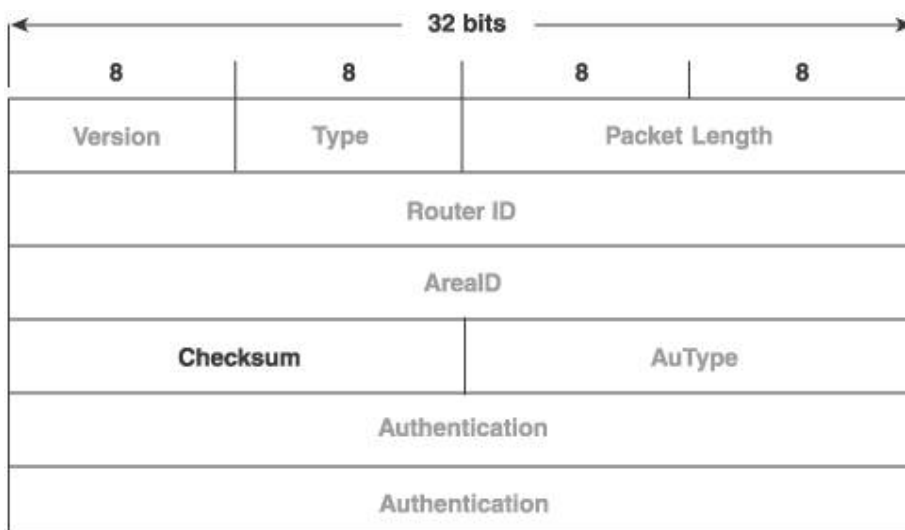 32 bits
8 8 8 8
Version Type Packet Length
Router ID
AreaID
Checksum AuType
Authentication
Authentication